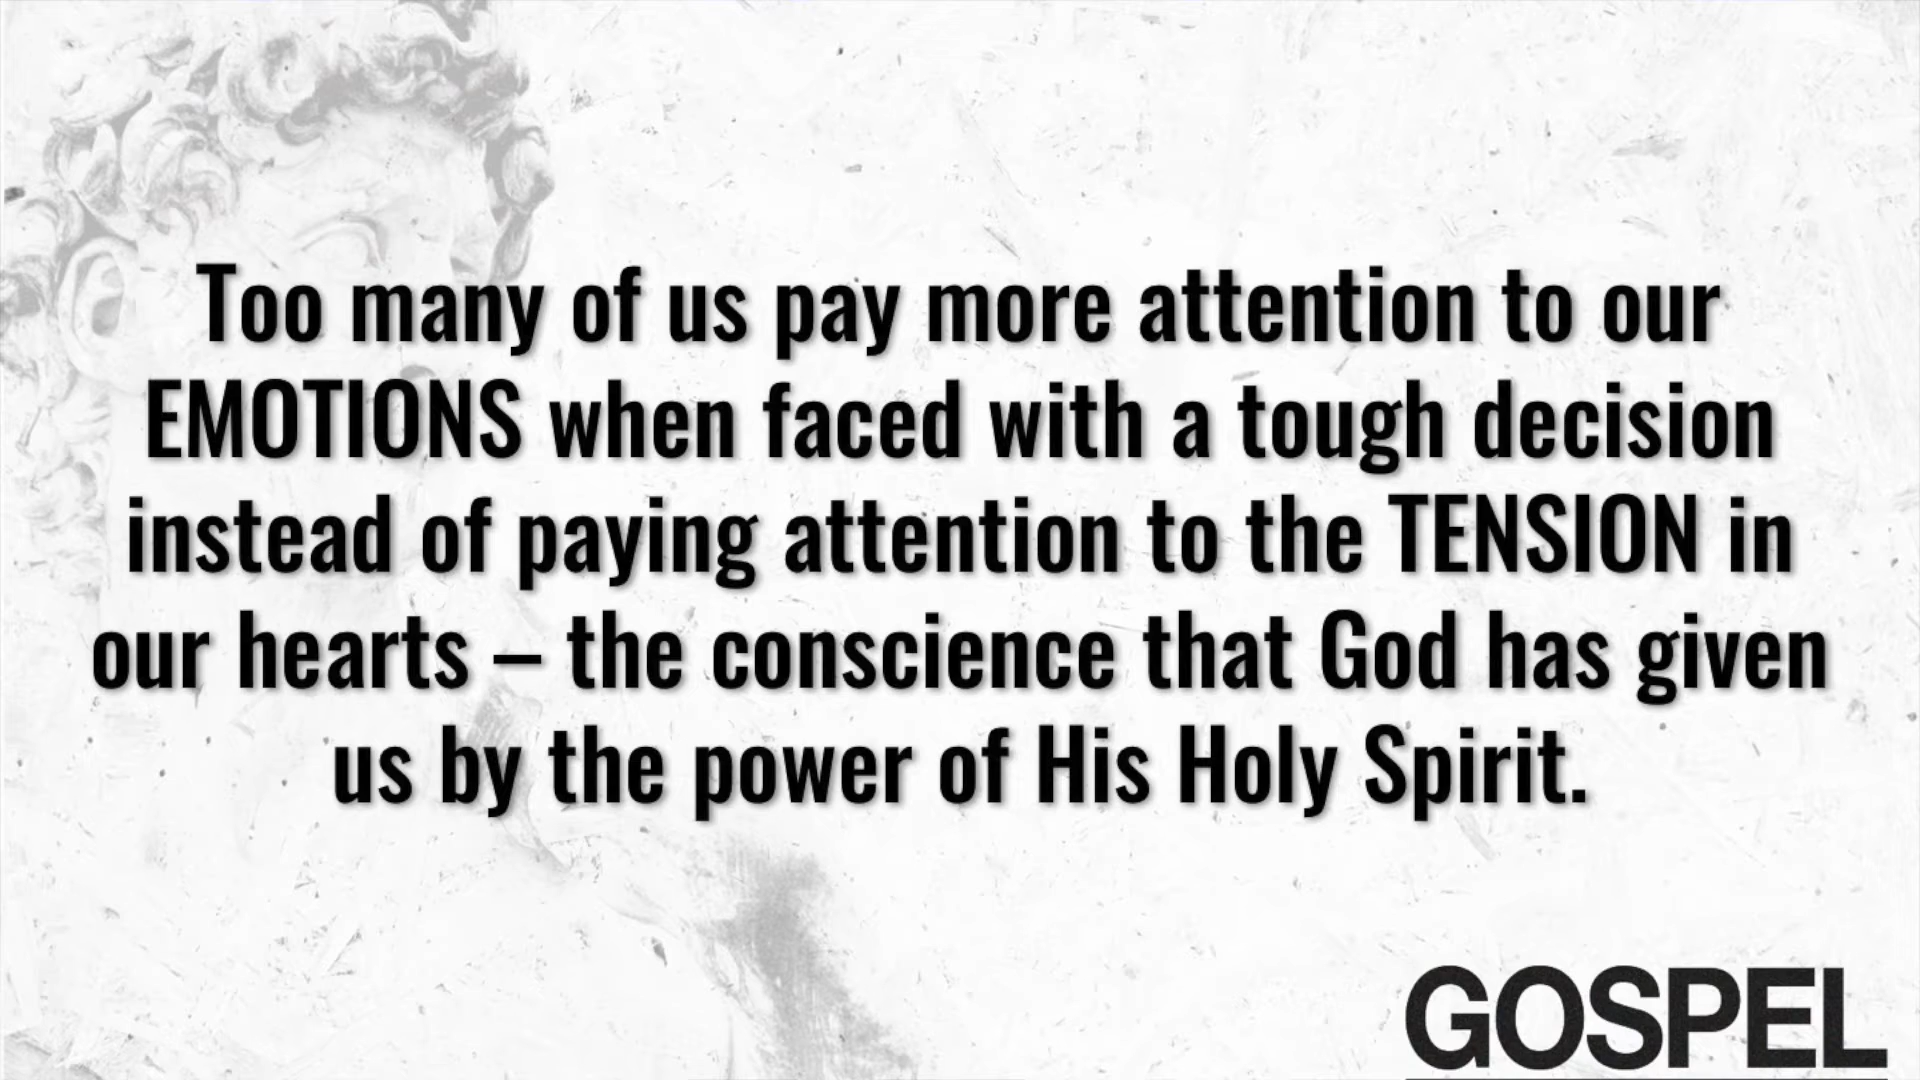 Too many of us pay more attention to our
EMOTIONS when faced with a tough decision
instead of paying attention to the TENSION in
our hearts – the conscience that God has given
us by the power of His Holy Spirit.
GOSPEL